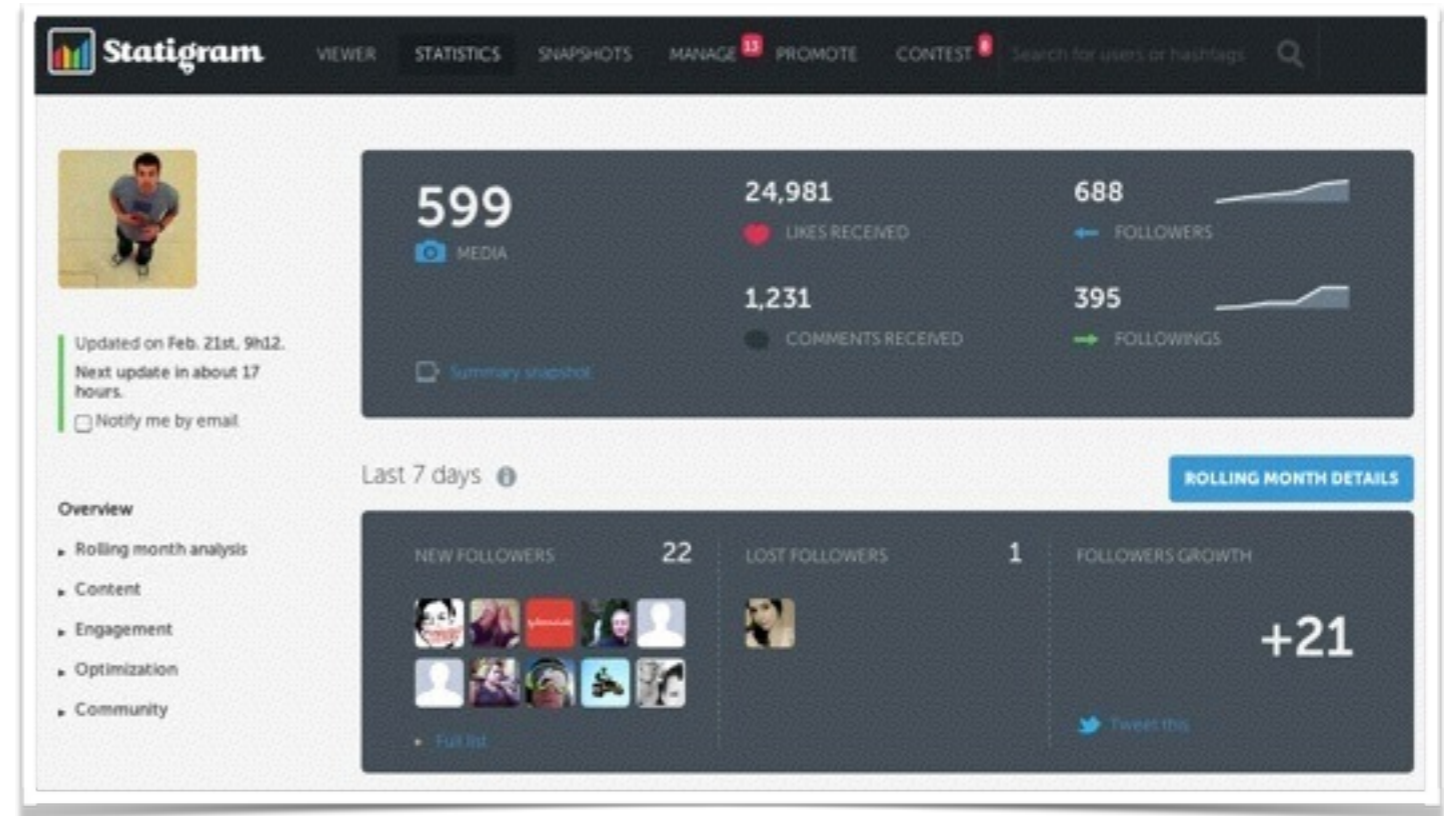 Statigram
VIEWER STATISTICS SNAPSHOTS MANAGE 13 PROMOTE CONTEST 8 Search for users or hashtags
599
MEDIA
Summary snapshot
24,981
LIKES RECEIVED
1,231
COMMENTS RECEIVED
688
FOLLOWERS
395
FOLLOWINGS
Updated on Feb. 21st, 9h12.
Next update in about 17
hours.
Notify me by email
Overview
Rolling month analysis
Content
Engagement
Optimization
Community
Last 7 days
ROLLING MONTH DETAILS
NEW FOLLOWERS 22
Full list
LOST FOLLOWERS 1
FOLLOWERS GROWTH
+21
Tweet this